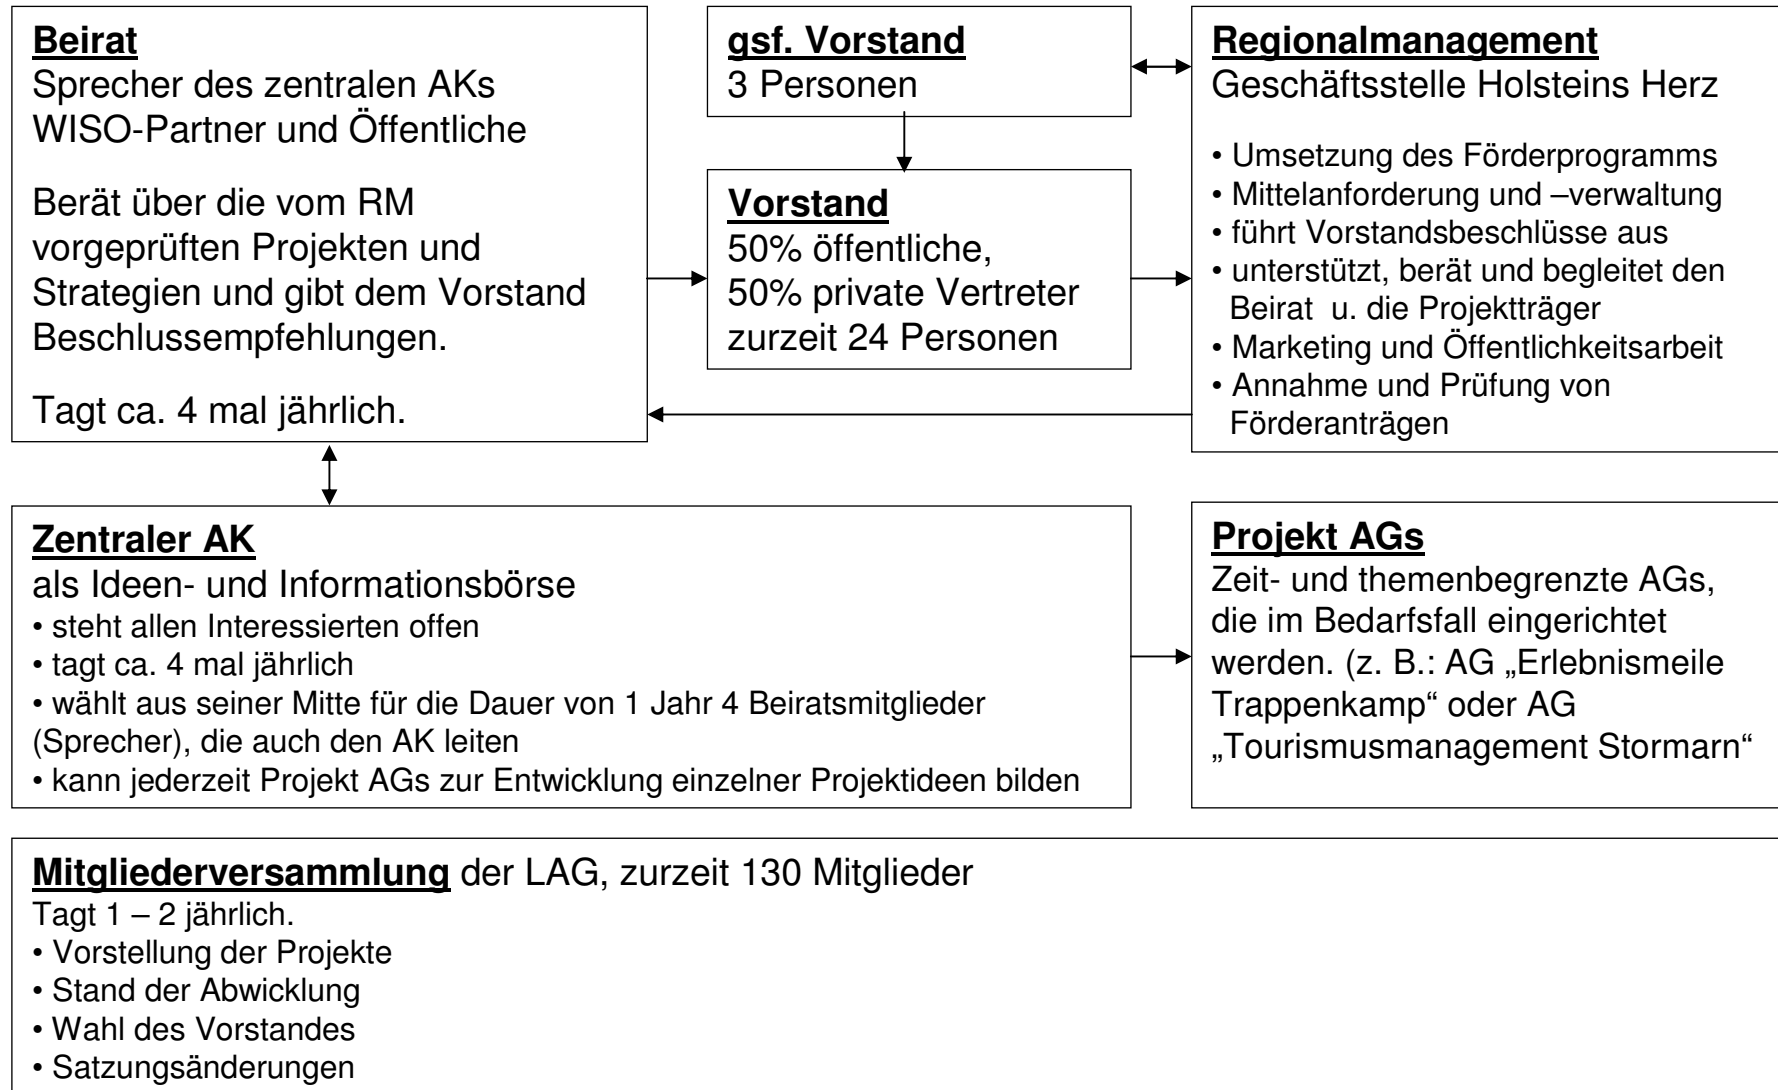 Beirat
Sprecher des zentralen AKs
WISO-Partner und Öffentliche
Berät über die vom RM
vorgeprüften Projekten und
Strategien und gibt dem Vorstand
Beschlussempfehlungen.
Tagt ca. 4 mal jährlich.
gsf. Vorstand
3 Personen
Vorstand
50% öffentliche,
50% private Vertreter
zurzeit 24 Personen
Regionalmanagement
Geschäftsstelle Holsteins Herz
• Umsetzung des Förderprogramms
• Mittelanforderung und –verwaltung
• führt Vorstandsbeschlüsse aus
• unterstützt, berät und begleitet den
Beirat u. die Projektträger
• Marketing und Öffentlichkeitsarbeit
• Annahme und Prüfung von
Förderanträgen
Zentraler AK
als Ideen- und Informationsbörse
• steht allen Interessierten offen
• tagt ca. 4 mal jährlich
• wählt aus seiner Mitte für die Dauer von 1 Jahr 4 Beiratsmitglieder
(Sprecher), die auch den AK leiten
• kann jederzeit Projekt AGs zur Entwicklung einzelner Projektideen bilden
Projekt AGs
Zeit- und themenbegrenzte AGs,
die im Bedarfsfall eingerichtet
werden. (z. B.: AG „Erlebnismeile
Trappenkamp“ oder AG
„Tourismusmanagement Stormarn“
Mitgliederversammlung der LAG, zurzeit 130 Mitglieder
Tagt 1 – 2 jährlich.
• Vorstellung der Projekte
• Stand der Abwicklung
• Wahl des Vorstandes
• Satzungsänderungen